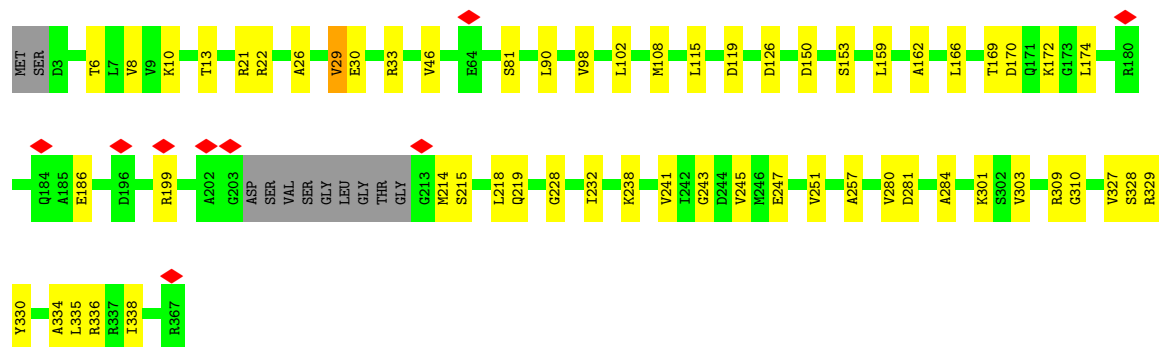 MET SER D3 T6 L7 V8 V9 K10 T13 R21 R22 A26 V29 E30 R33 V46 E64 S81 L90 V98 L102 M108 L115 D119 D126 D150 S153 L159 A162 L166 T169 D170 Q171 K172 G173 L174 R180
Q184 A185 E186 D196 R199 A202 G203 ASP SER VAL SER GLY LEU GLY THR GLY G213 M214 S215 L218 Q219 G228 I232 K238 V241 I242 G243 D244 V245 M246 E247 V251 A257 V280 D281 A284 K301 S302 V303 R309 G310 V327 S328 R329
Y330 A334 L335 R336 R337 I338 R367